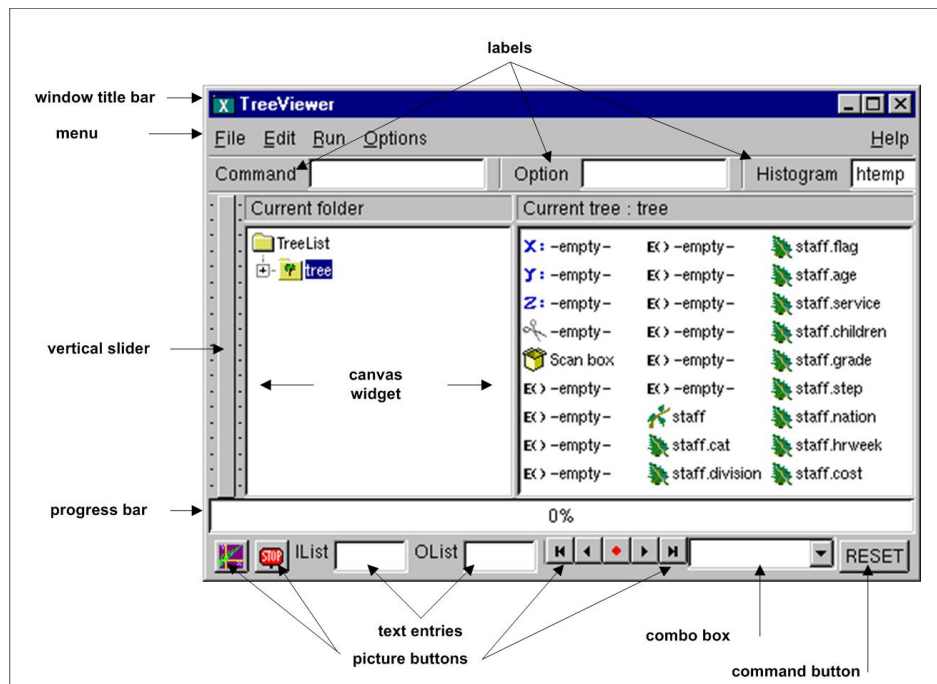 labels
window title bar
TreeViewer
menu
File Edit Run Options Help
Command Option Histogram htemp
Current folder
Current tree : tree
TreeList
tree
X: -empty- E() -empty- staff.flag
Y: -empty- E() -empty- staff.age
Z: -empty- E() -empty- staff.service
-empty- E() -empty- staff.children
Scan box E() -empty- staff.grade
E() -empty- E() -empty- staff.step
E() -empty- staff staff.nation
E() -empty- staff.cat staff.hrweek
E() -empty- staff.division staff.cost
vertical slider
canvas
widget
progress bar
0%
STOP IList OList RESET
text entries
picture buttons
combo box
command button